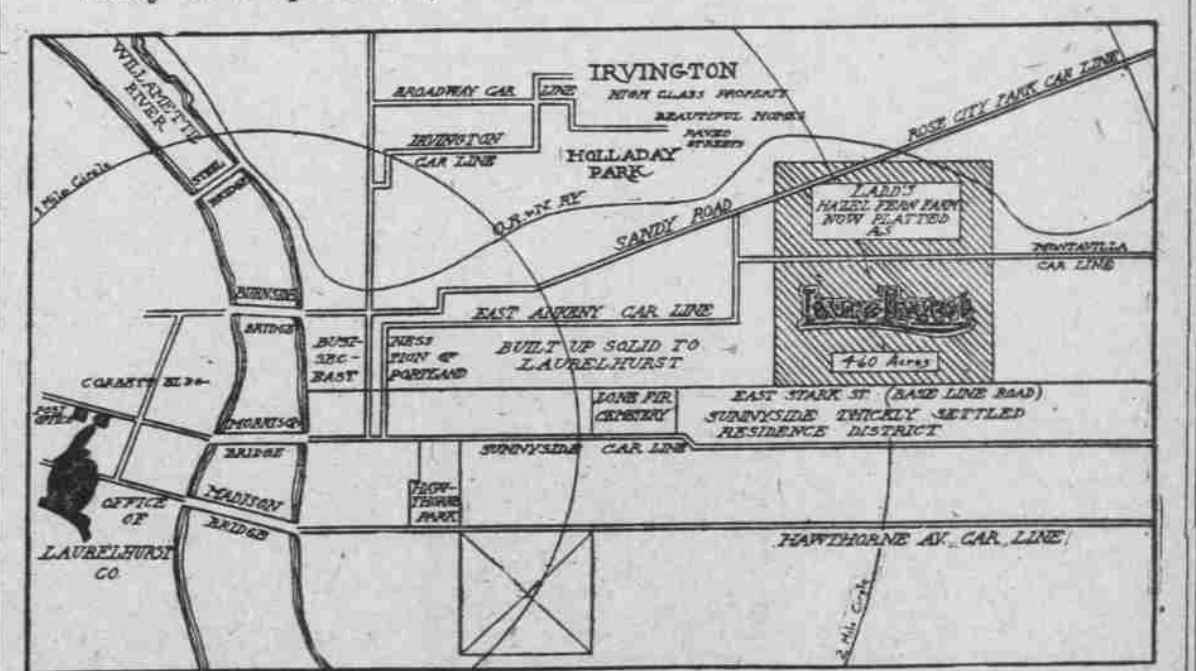 WILLAMETTE
RIVER
1 Mile Circle
STEEL
BRIDGE
BROADWAY CAR LINE
IRVINGTON
HIGH CLASS PROPERTY
BEAUTIFUL HOMES
PAVED
STREETS
IRVINGTON
CAR LINE
HOLLADAY
PARK
O.R. & N RY
SANDY ROAD
ROSE CITY PARK CAR LINE
LADD'S
HAZEL FERN FARM
NOW PLATTED
AS
Laurelhurst
460 Acres
MONTAVILLA
CAR LINE
BURNSIDE
BRIDGE
EAST ANKENY CAR LINE
BUSI- NESS
SEC- TION OF
EAST PORTLAND
BUILT UP SOLID TO
LAURELHURST
CORBETT BLDG-
POST
OFFICE
MORRISON
BRIDGE
LONE FIR
CEMETERY
EAST STARK ST. (BASE LINE ROAD)
SUNNYSIDE THICKLY SETTLED
RESIDENCE DISTRICT
SUNNYSIDE CAR LINE
MADISON
BRIDGE
HAW-
THORNE
PARK
OFFICE
OF
LAURELHURST
CO.
HAWTHORNE AV. CAR LINE
2 Mile Circle